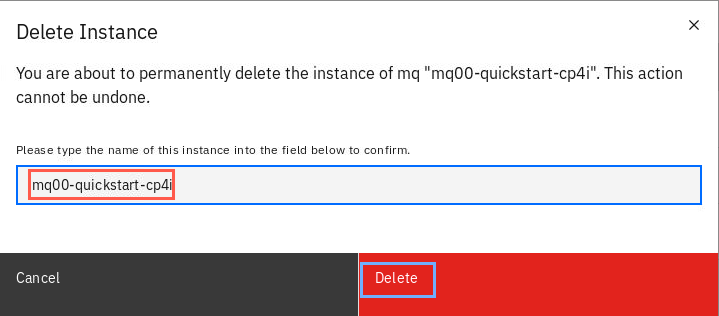 Delete Instance
You are about to permanently delete the instance of mq "mq00-quickstart-cp4i". This action
cannot be undone.
Please type the name of this instance into the field below to confirm.
mq00-quickstart-cp4i
Cancel
Delete